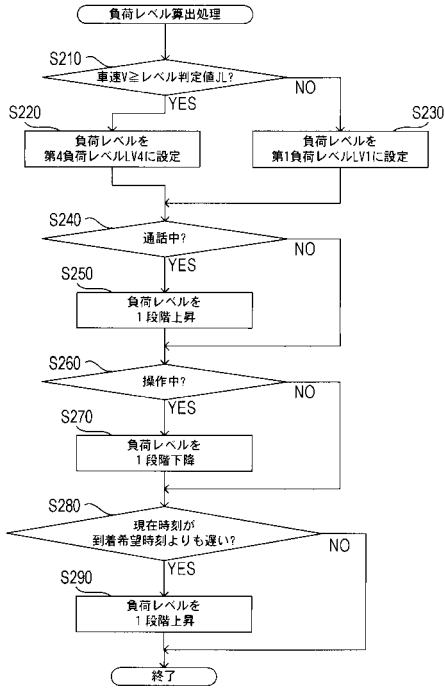 負荷レベル算出処理
S210
車速V≧レベル判定値JL?
NO
YES
S220
負荷レベルを
第4負荷レベルLV4に設定
S230
負荷レベルを
第1負荷レベルLV1に設定
S240
通話中?
NO
YES
S250
負荷レベルを
1段階上昇
S260
操作中?
NO
YES
S270
負荷レベルを
1段階下降
S280
現在時刻が
到着希望時刻よりも遅い?
NO
YES
S290
負荷レベルを
1段階上昇
終了